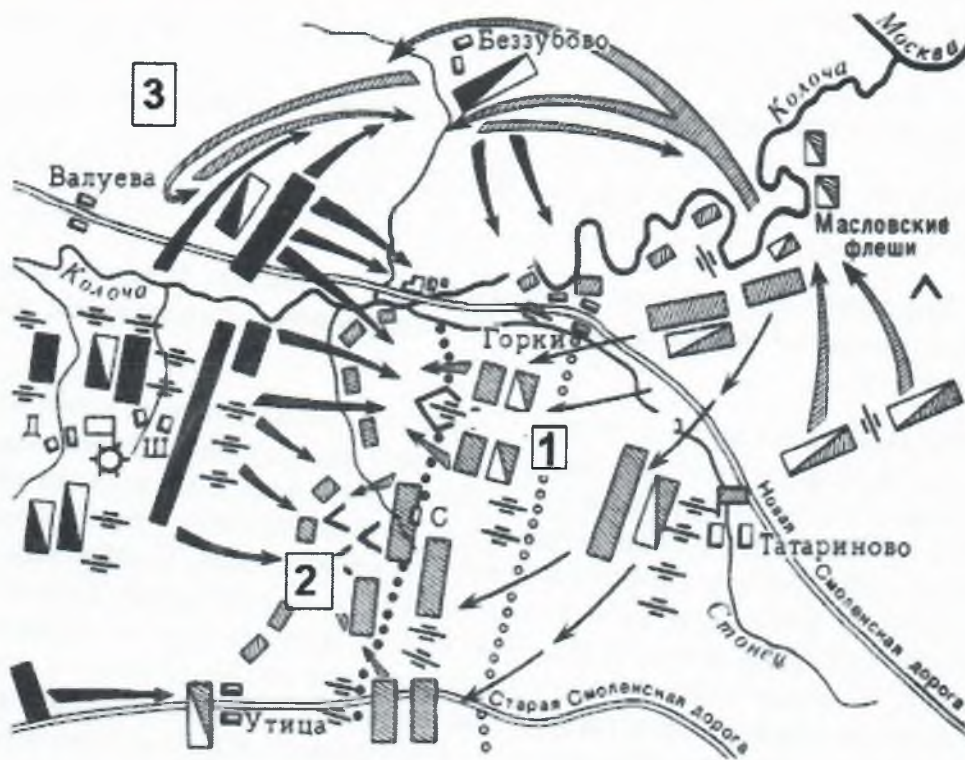 Москва
Беззубово
Колоча
3
Валуева
Масловские
флеши
Колоча
Горки
Д
Ш
1
С
Новая Смоленская дорога
Татариново
2
Стонец
Старая Смоленская дорога
Утица